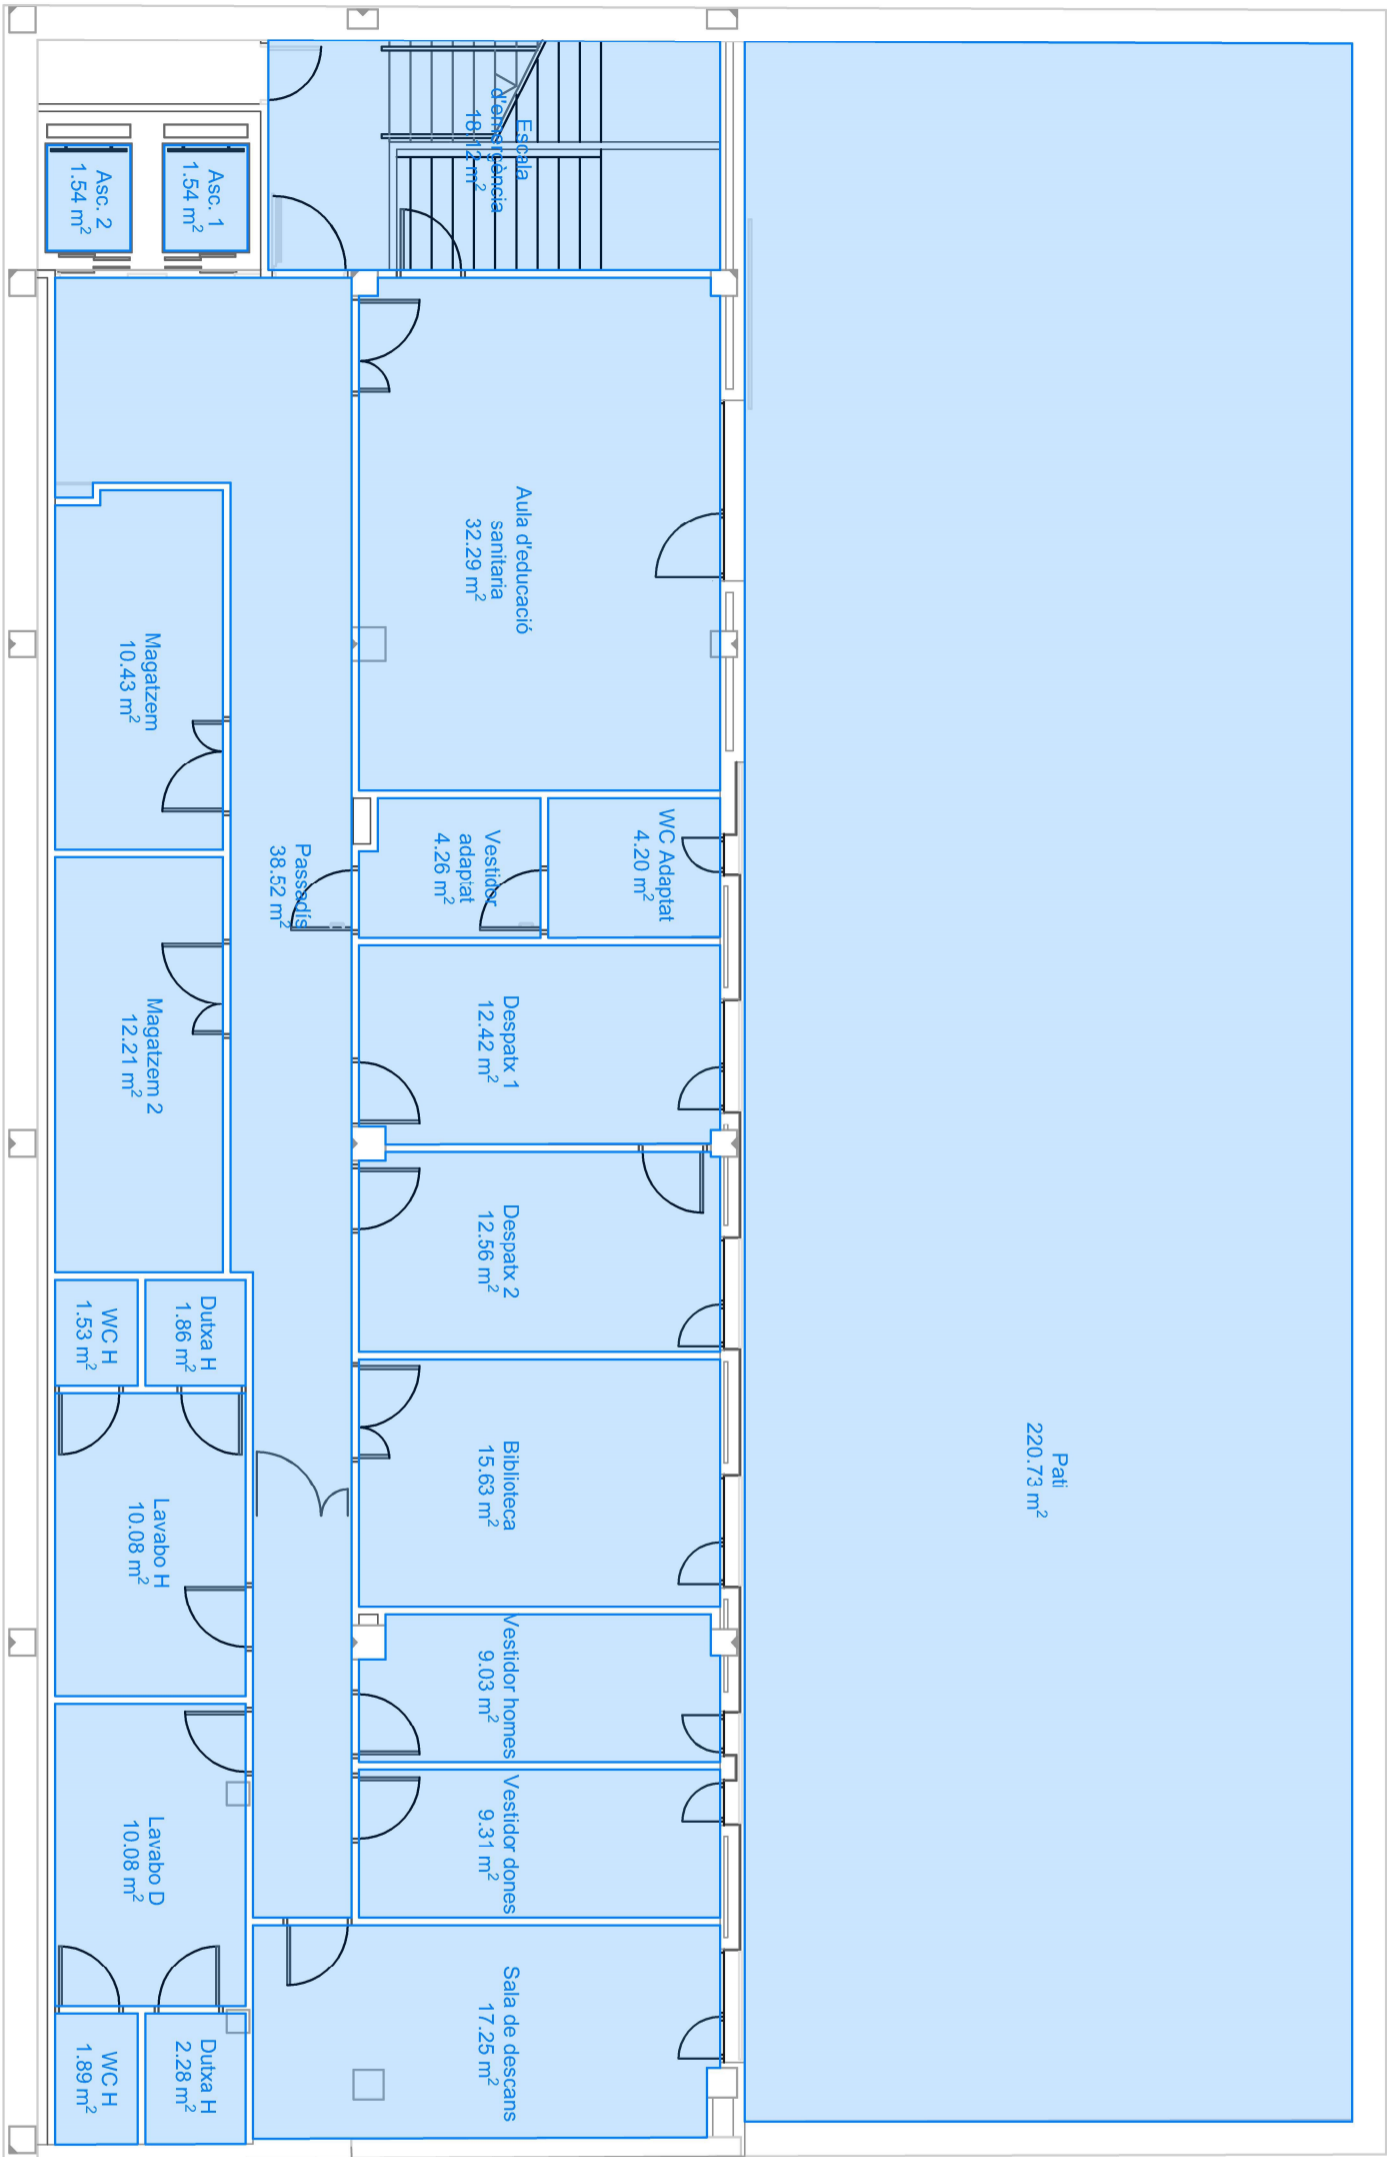 Escala
d'emergència
18.12 m²
Asc. 1
1.54 m²
Asc. 2
1.54 m²
Aula d'educació
sanitaria
32.29 m²
Magatzem
10.43 m²
Passadís
38.52 m²
Vestidor
adaptat
4.26 m²
WC Adaptat
4.20 m²
Magatzem 2
12.21 m²
Despatx 1
12.42 m²
Despatx 2
12.56 m²
Dutxa H
1.86 m²
WC H
1.53 m²
Biblioteca
15.63 m²
Pati
220.73 m²
Lavabo H
10.08 m²
Vestidor homes
9.03 m²
Vestidor dones
9.31 m²
Lavabo D
10.08 m²
Sala de descans
17.25 m²
Dutxa H
2.28 m²
WC H
1.89 m²